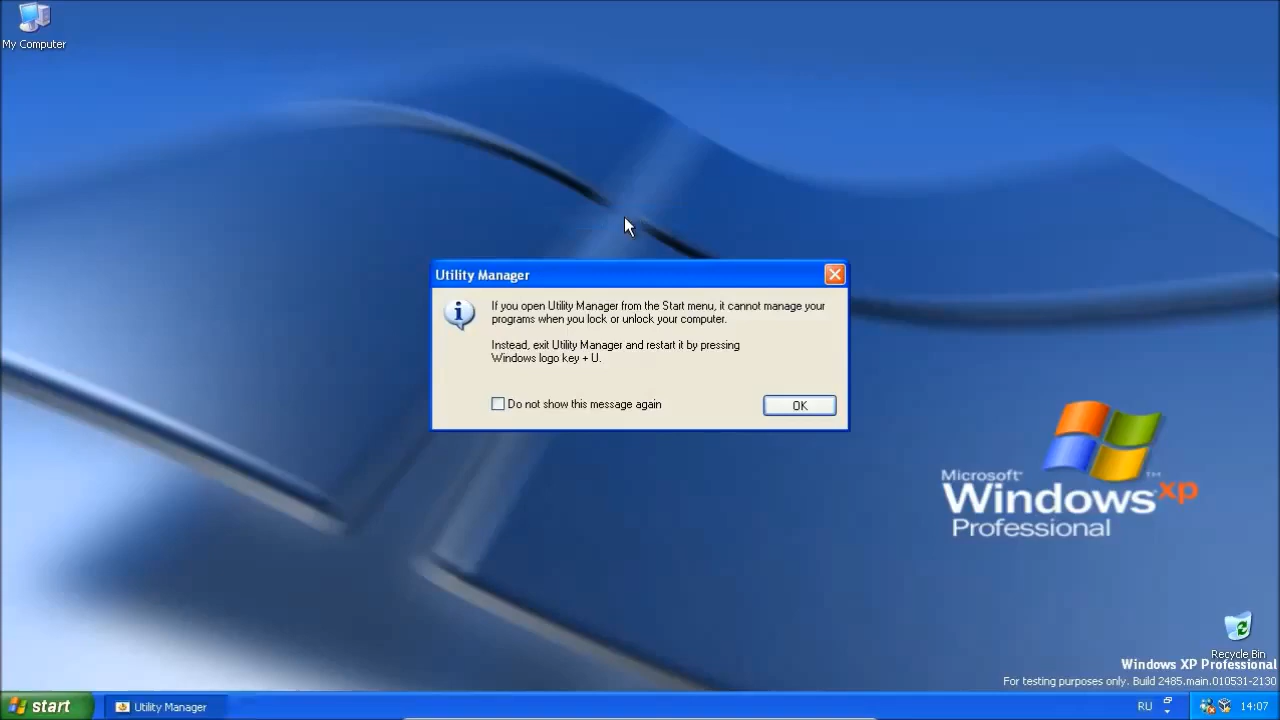 My Computer
Utility Manager
If you open Utility Manager from the Start menu, it cannot manage your
programs when you lock or unlock your computer.
Instead, exit Utility Manager and restart it by pressing
Windows logo key + U.
Do not show this message again
OK
Microsoft
Windows xp
Professional
Recycle Bin
Windows XP Professional
For testing purposes only. Build 2485.main.010531-2130
start
Utility Manager
RU
14:07